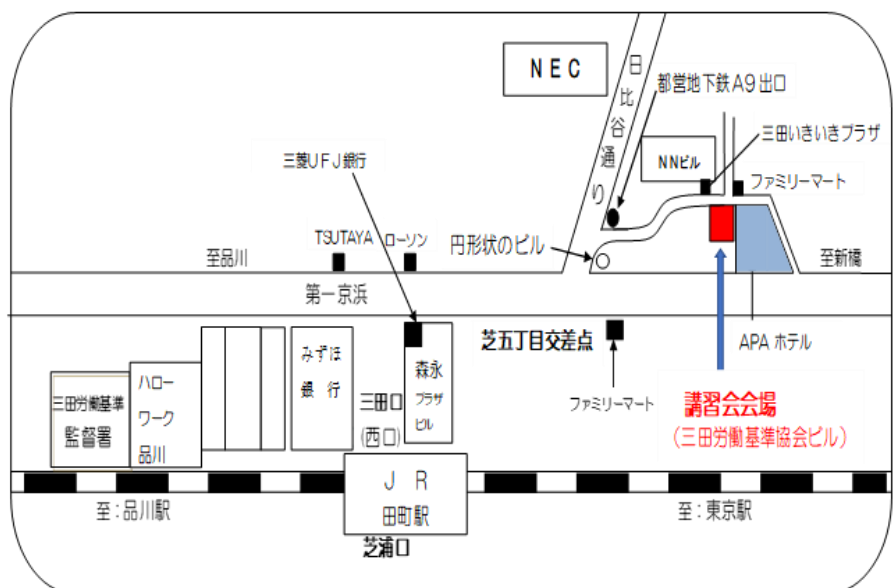 NEC
日比谷通り
都営地下鉄A9出口
三田いきいきプラザ
NNビル
ファミリーマート
三菱UFJ銀行
TSUTAYA
ローソン
円形状のビル
至品川
至新橋
第一京浜
芝五丁目交差点
APAホテル
みずほ
銀行
森永
プラザ
ビル
三田口
(西口)
ファミリーマート
講習会会場
(三田労働基準協会ビル)
三田労働基準
監督署
ハロー
ワーク
品川
JR
田町駅
至:品川駅
至:東京駅
芝浦口